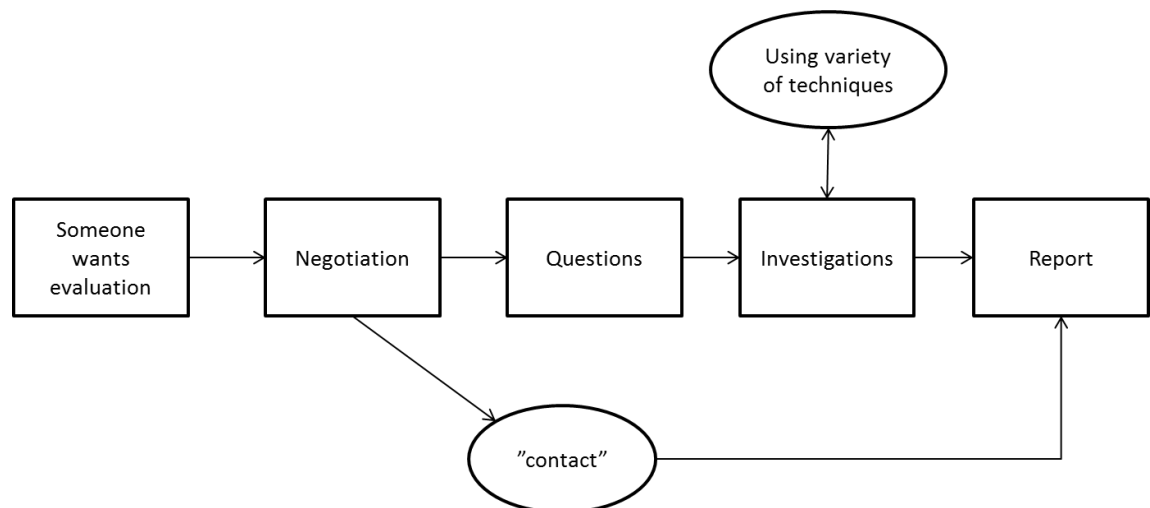 Using variety
of techniques
Someone
wants
evaluation
Negotiation
Questions
Investigations
Report
”contact”